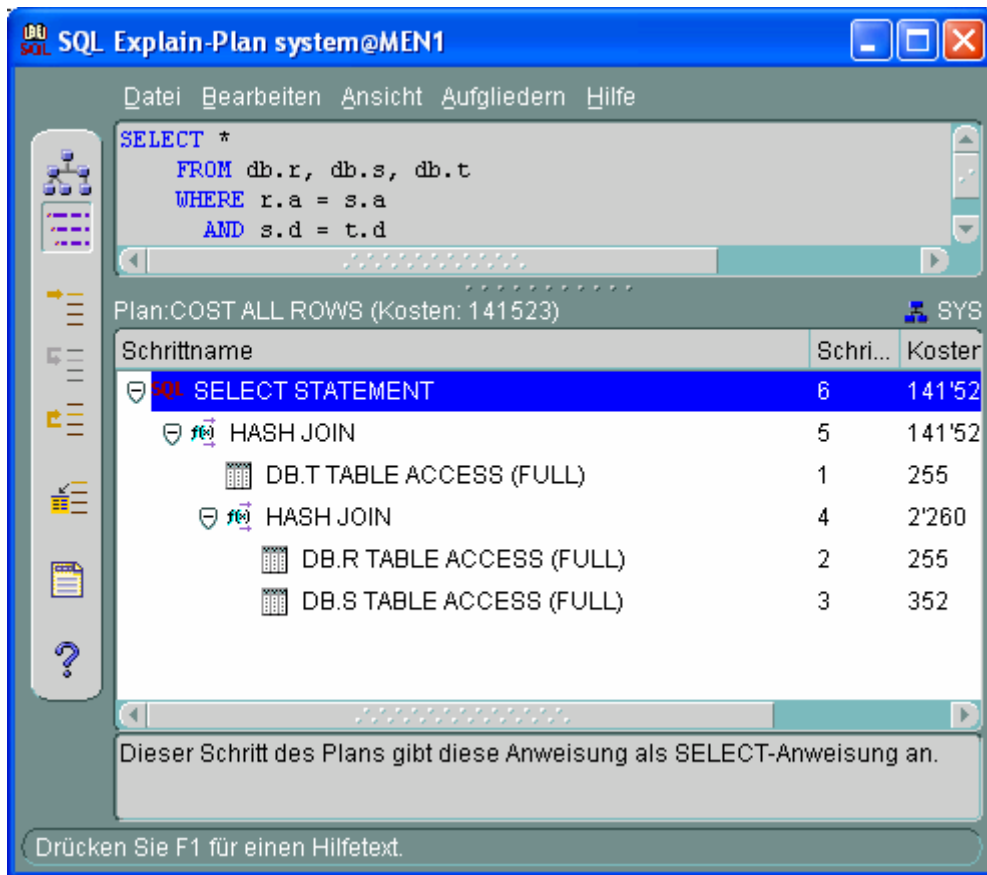 SQL Explain-Plan system@MEN1
Datei Bearbeiten Ansicht Aufgliedern Hilfe
SELECT *
FROM db.r, db.s, db.t
WHERE r.a = s.a
AND s.d = t.d
Plan:COST ALL ROWS (Kosten: 141523) SYS
Schrittname Schri... Koster
SQL SELECT STATEMENT 6 141'52
f(x) HASH JOIN 5 141'52
DB.T TABLE ACCESS (FULL) 1 255
f(x) HASH JOIN 4 2'260
DB.R TABLE ACCESS (FULL) 2 255
DB.S TABLE ACCESS (FULL) 3 352
Dieser Schritt des Plans gibt diese Anweisung als SELECT-Anweisung an.
Drücken Sie F1 für einen Hilfetext.